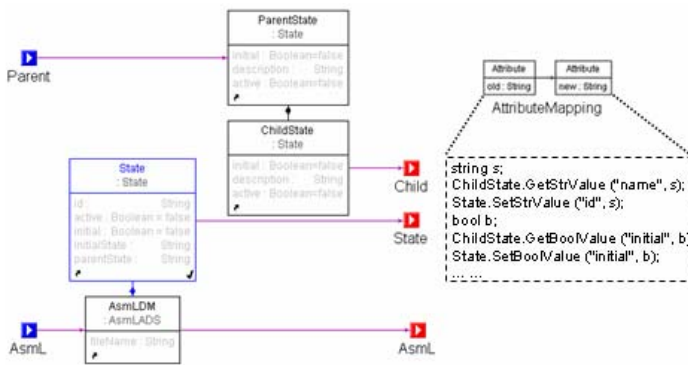 ParentState
: State
initial : Boolean=false
description : String
active : Boolean=false
Parent
ChildState
: State
initial : Boolean=false
description : String
active : Boolean=false
Child
State
: State
id : String
active : Boolean = false
initial : Boolean = false
initialState : String
parentState : String
State
AsmLDM
: AsmLADS
fileName : String
AsmL
AsmL
Attribute
old : String
Attribute
new : String
AttributeMapping
string s;
ChildState.GetStrValue ("name", s);
State.SetStrValue ("id", s);
bool b;
ChildState.GetBoolValue ("initial", b
State.SetBoolValue ("initial", b);
... ...